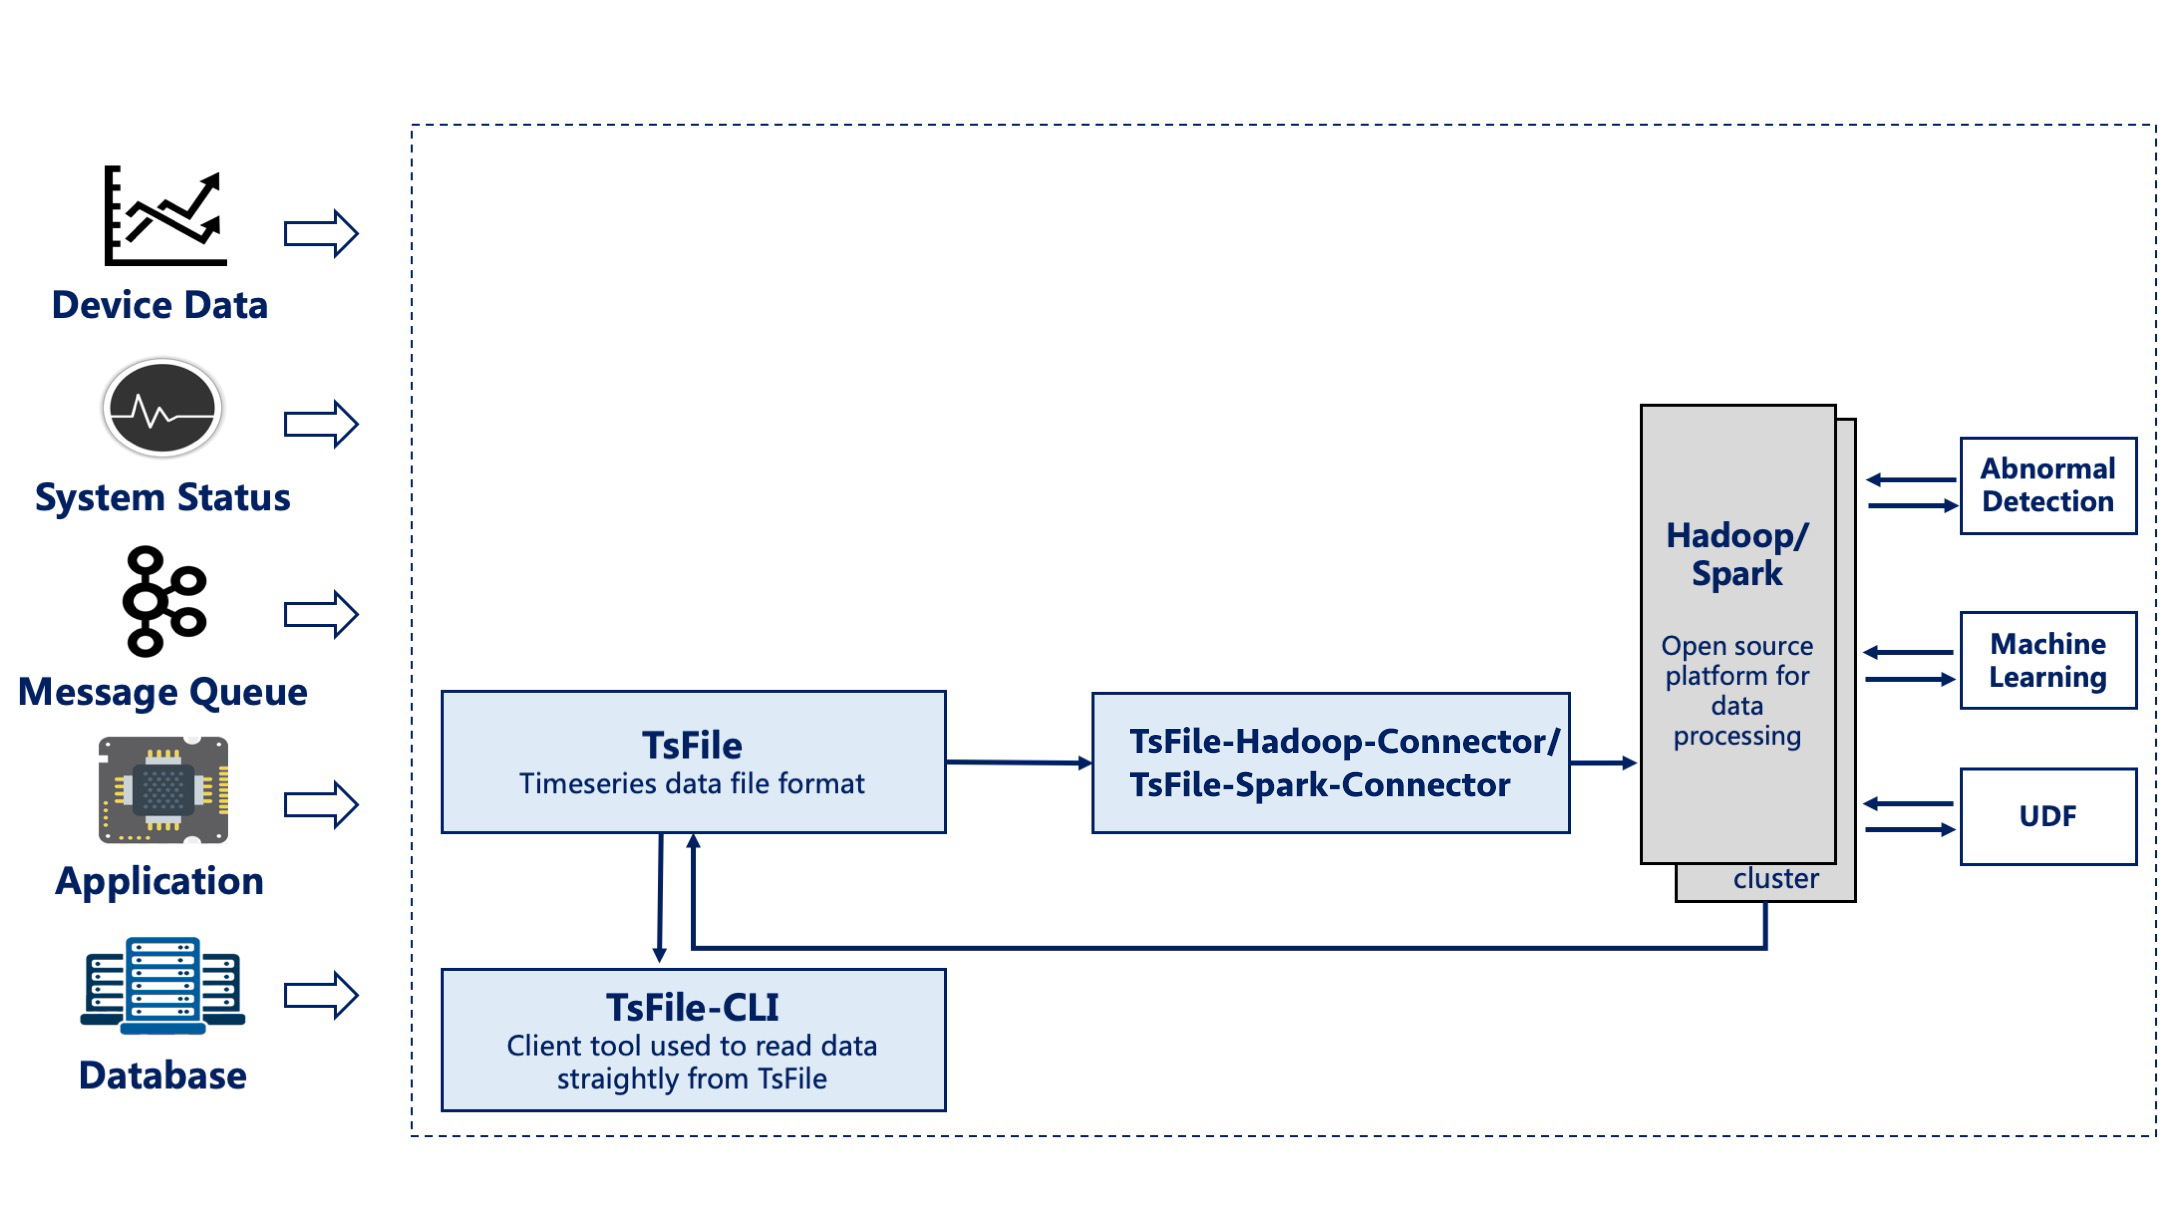 Device Data
System Status
Message Queue
Application
Database
TsFile
Timeseries data file format
TsFile-CLI
Client tool used to read data
straightly from TsFile
TsFile-Hadoop-Connector/
TsFile-Spark-Connector
Hadoop/
Spark
Open source
platform for
data
processing
cluster
Abnormal
Detection
Machine
Learning
UDF